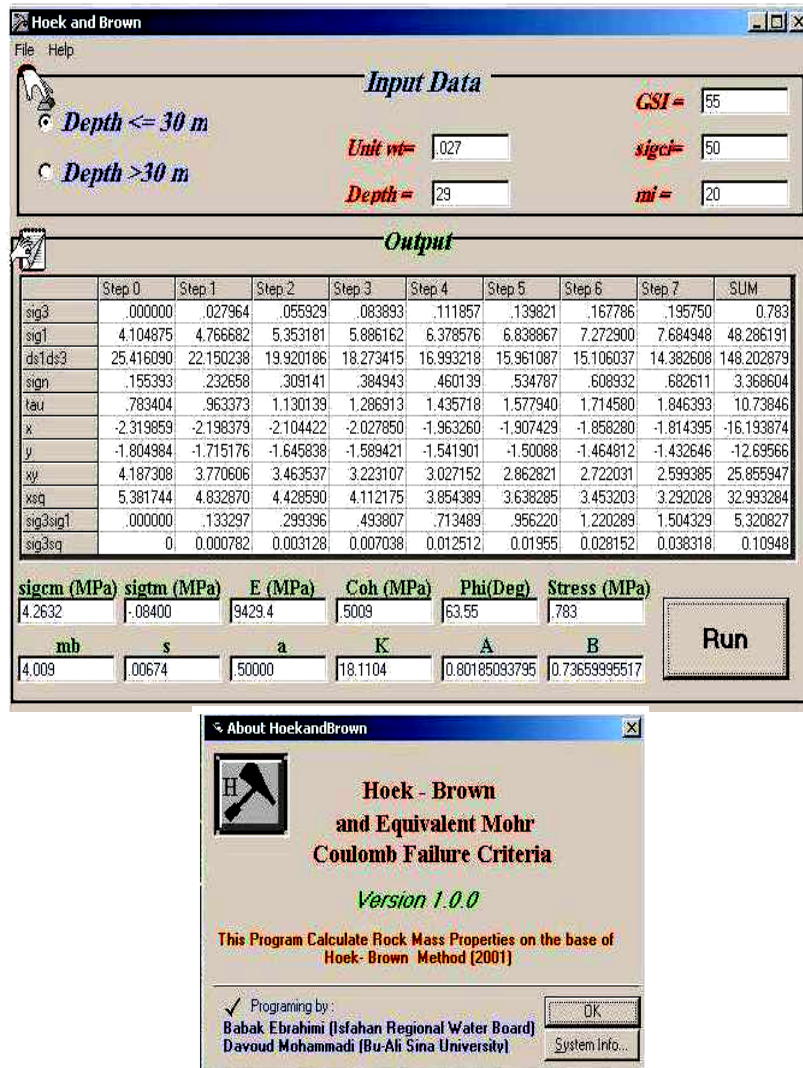 Hoek and Brown
File Help
Input Data
Depth <= 30 m
Depth >30 m
Unit wt= .027
Depth = 29
GSI = 55
sigci= 50
mi = 20
Output
Step 0 Step 1 Step 2 Step 3 Step 4 Step 5 Step 6 Step 7 SUM
sig3 .000000 .027964 .055929 .083893 .111857 .139821 .167786 .195750 0.783
sig1 4.104875 4.766682 5.353181 5.886162 6.378576 6.838867 7.272900 7.684948 48.286191
ds1ds3 25.416090 22.150238 19.920186 18.273415 16.993218 15.961087 15.106037 14.382608 148.202879
sign .155393 .232658 .309141 .384943 .460139 .534787 .608932 .682611 3.368604
tau .783404 .963373 1.130139 1.286913 1.435718 1.577940 1.714580 1.846393 10.73846
x -2.319859 -2.198379 -2.104422 -2.027850 -1.963260 -1.907429 -1.858280 -1.814395 -16.193874
y -1.804984 -1.715176 -1.645838 -1.589421 -1.541901 -1.50088 -1.464812 -1.432646 -12.69566
xy 4.187308 3.770606 3.463537 3.223107 3.027152 2.862821 2.722031 2.599385 25.855947
xsq 5.381744 4.832870 4.428590 4.112175 3.854389 3.638285 3.453203 3.292028 32.993284
sig3sig1 .000000 .133297 .299396 .493807 .713489 .956220 1.220289 1.504329 5.320827
sig3sq 0 0.000782 0.003128 0.007038 0.012512 0.01955 0.028152 0.038318 0.10948
sigcm (MPa) sigtm (MPa) E (MPa) Coh (MPa) Phi(Deg) Stress (MPa)
4.2632 -.08400 9429.4 .5009 63.55 .783
mb s a K A B
4.009 .00674 .50000 18.1104 0.80185093795 0.73659995517
Run
About HoekandBrown
H
Hoek - Brown
and Equivalent Mohr
Coulomb Failure Criteria
Version 1.0.0
This Program Calculate Rock Mass Properties on the base of
Hoek- Brown Method (2001)
Programing by :
Babak Ebrahimi (Isfahan Regional Water Board)
Davoud Mohammadi (Bu-Ali Sina University)
OK
System Info...